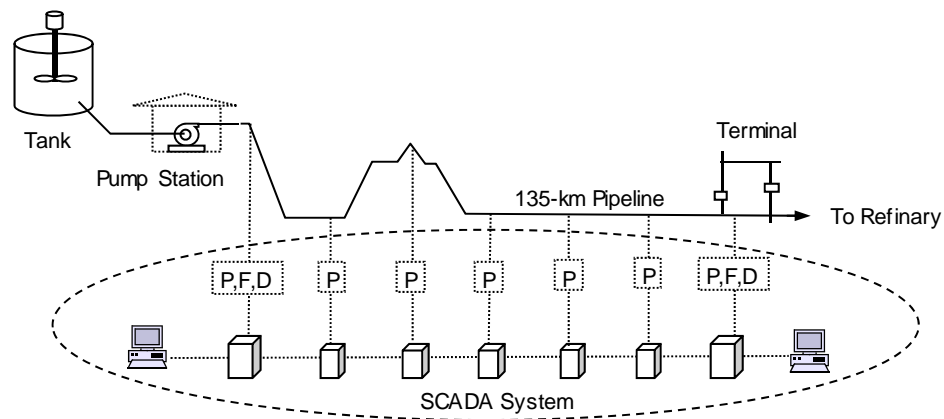 Tank
Pump Station
Terminal
135-km Pipeline
To Refinary
P,F,D
P
P
P
P
P
P,F,D
SCADA System